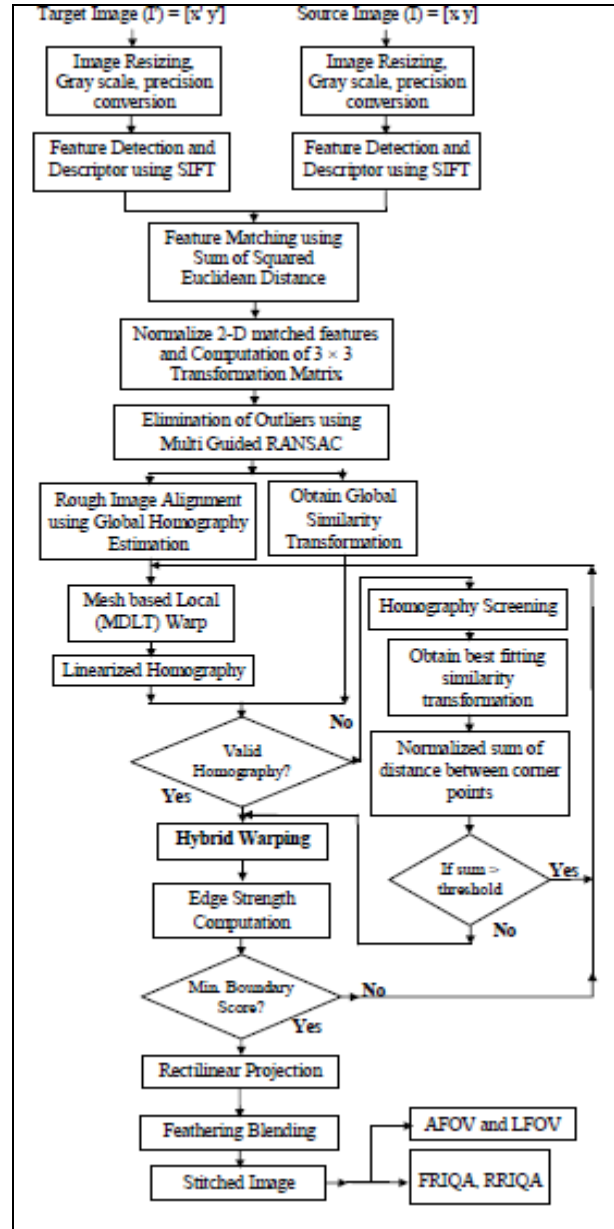 Target Image (I') = [x' y']
Source Image (I) = [x y]
Image Resizing,
Gray scale, precision
conversion
Image Resizing,
Gray scale, precision
conversion
Feature Detection and
Descriptor using SIFT
Feature Detection and
Descriptor using SIFT
Feature Matching using
Sum of Squared
Euclidean Distance
Normalize 2-D matched features
and Computation of 3 × 3
Transformation Matrix
Elimination of Outliers using
Multi Guided RANSAC
Rough Image Alignment
using Global Homography
Estimation
Obtain Global
Similarity
Transformation
Mesh based Local
(MDLT) Warp
Linearized Homography
Homography Screening
Obtain best fitting
similarity
transformation
No
Valid
Homography?
Yes
Normalized sum of
distance between corner
points
Hybrid Warping
If sum >
threshold
Yes
No
Edge Strength
Computation
Min. Boundary
Score?
No
Yes
Rectilinear Projection
Feathering Blending
Stitched Image
AFOV and LFOV
FRIQA, RRIQA